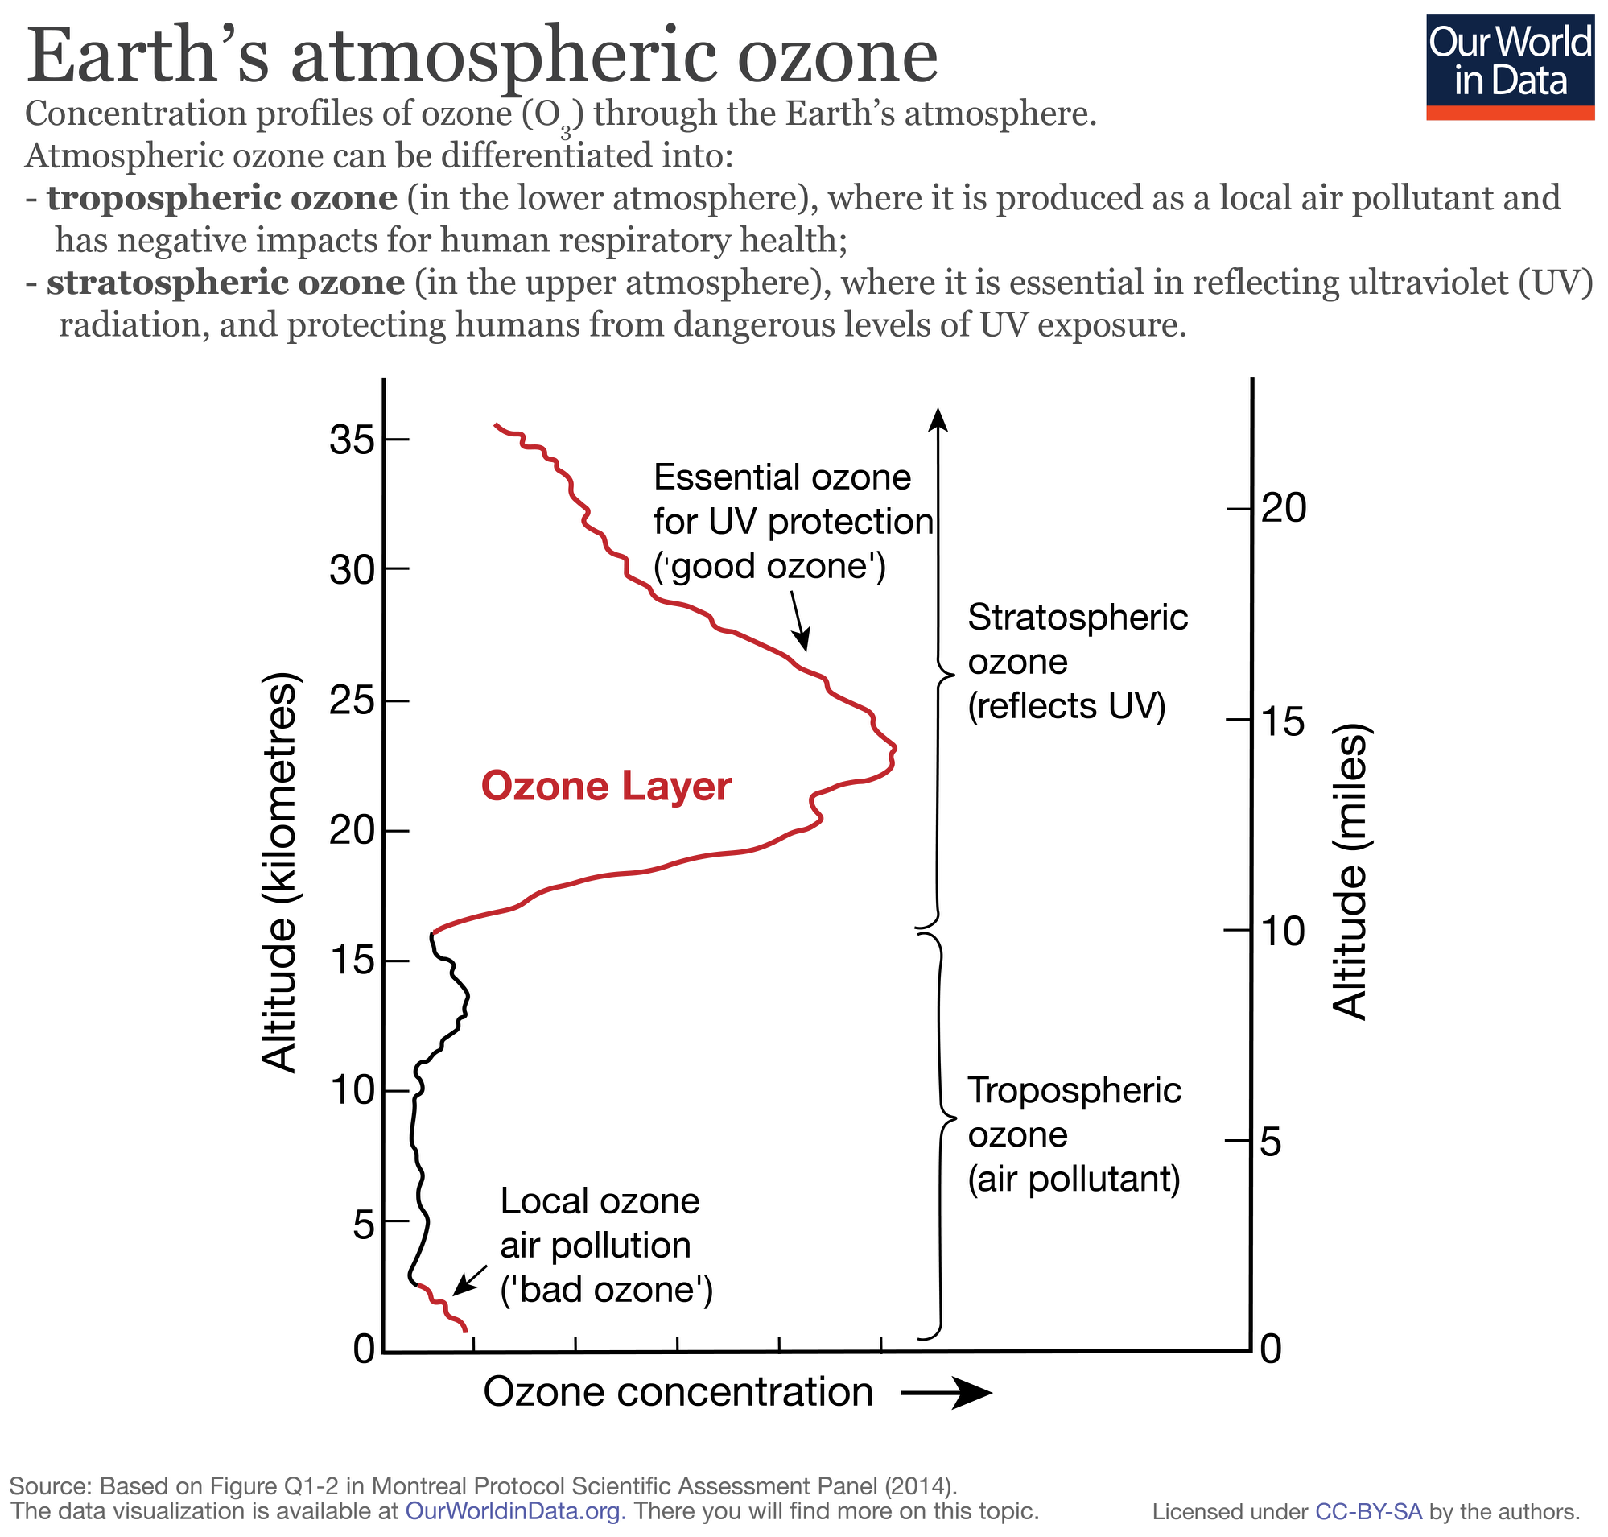 Earth's atmospheric ozone
Our World
in Data
Concentration profiles of ozone (O3) through the Earth's atmosphere.
Atmospheric ozone can be differentiated into:
- tropospheric ozone (in the lower atmosphere), where it is produced as a local air pollutant and
has negative impacts for human respiratory health;
- stratospheric ozone (in the upper atmosphere), where it is essential in reflecting ultraviolet (UV)
radiation, and protecting humans from dangerous levels of UV exposure.
35
30
25
20
15
10
5
0
Altitude (kilometres)
Essential ozone
for UV protection
('good ozone')
Ozone Layer
Local ozone
air pollution
('bad ozone')
Stratospheric
ozone
(reflects UV)
Tropospheric
ozone
(air pollutant)
20
15
10
5
0
Altitude (miles)
Ozone concentration
Source: Based on Figure Q1-2 in Montreal Protocol Scientific Assessment Panel (2014).
The data visualization is available at OurWorldinData.org. There you will find more on this topic.
Licensed under CC-BY-SA by the authors.